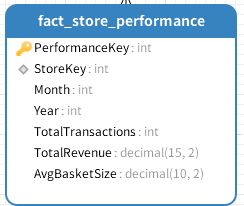 fact_store_performance
PerformanceKey : int
StoreKey : int
Month : int
Year : int
TotalTransactions : int
TotalRevenue : decimal(15, 2)
AvgBasketSize : decimal(10, 2)